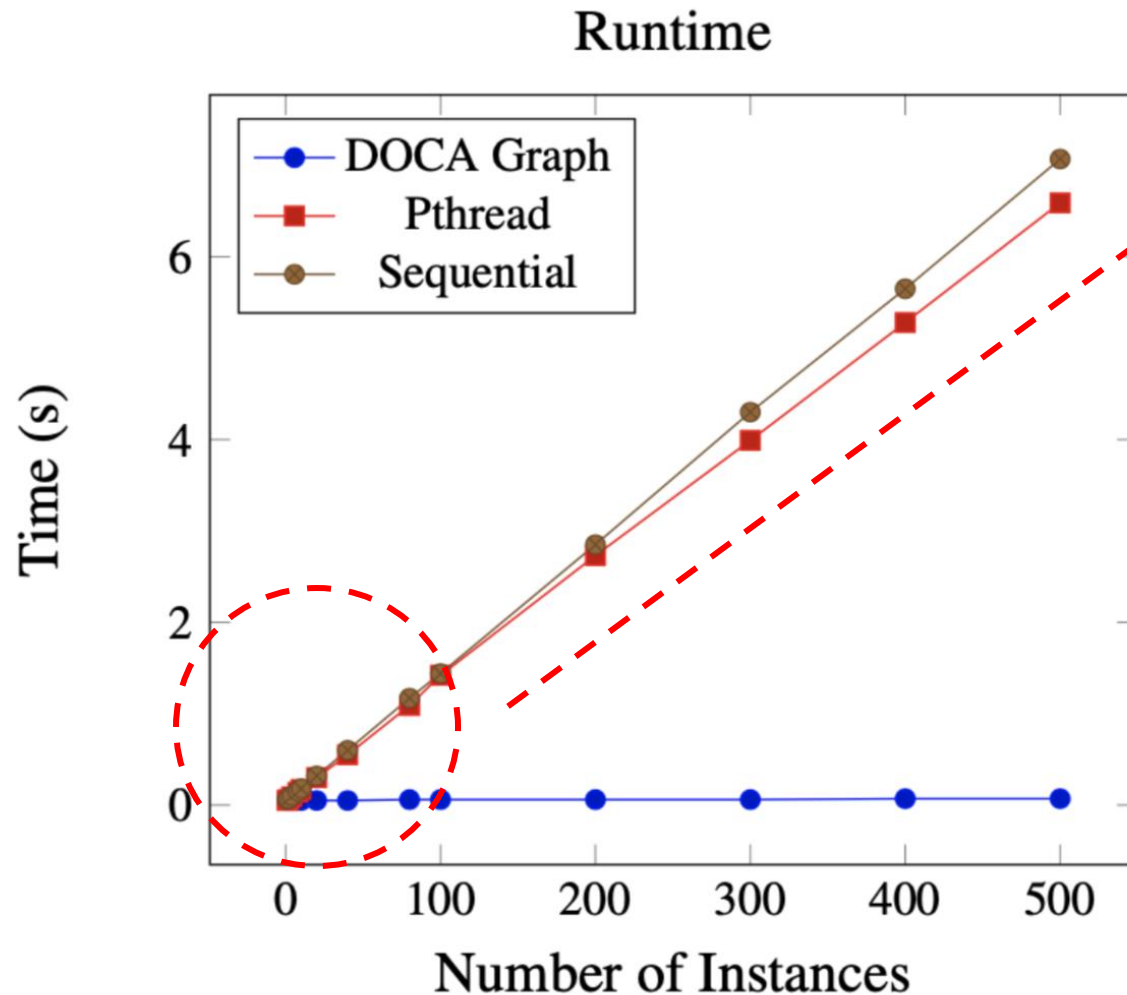 Runtime
DOCA Graph
Pthread
Sequential
6
4
2
0
Time (s)
0 100 200 300 400 500
Number of Instances